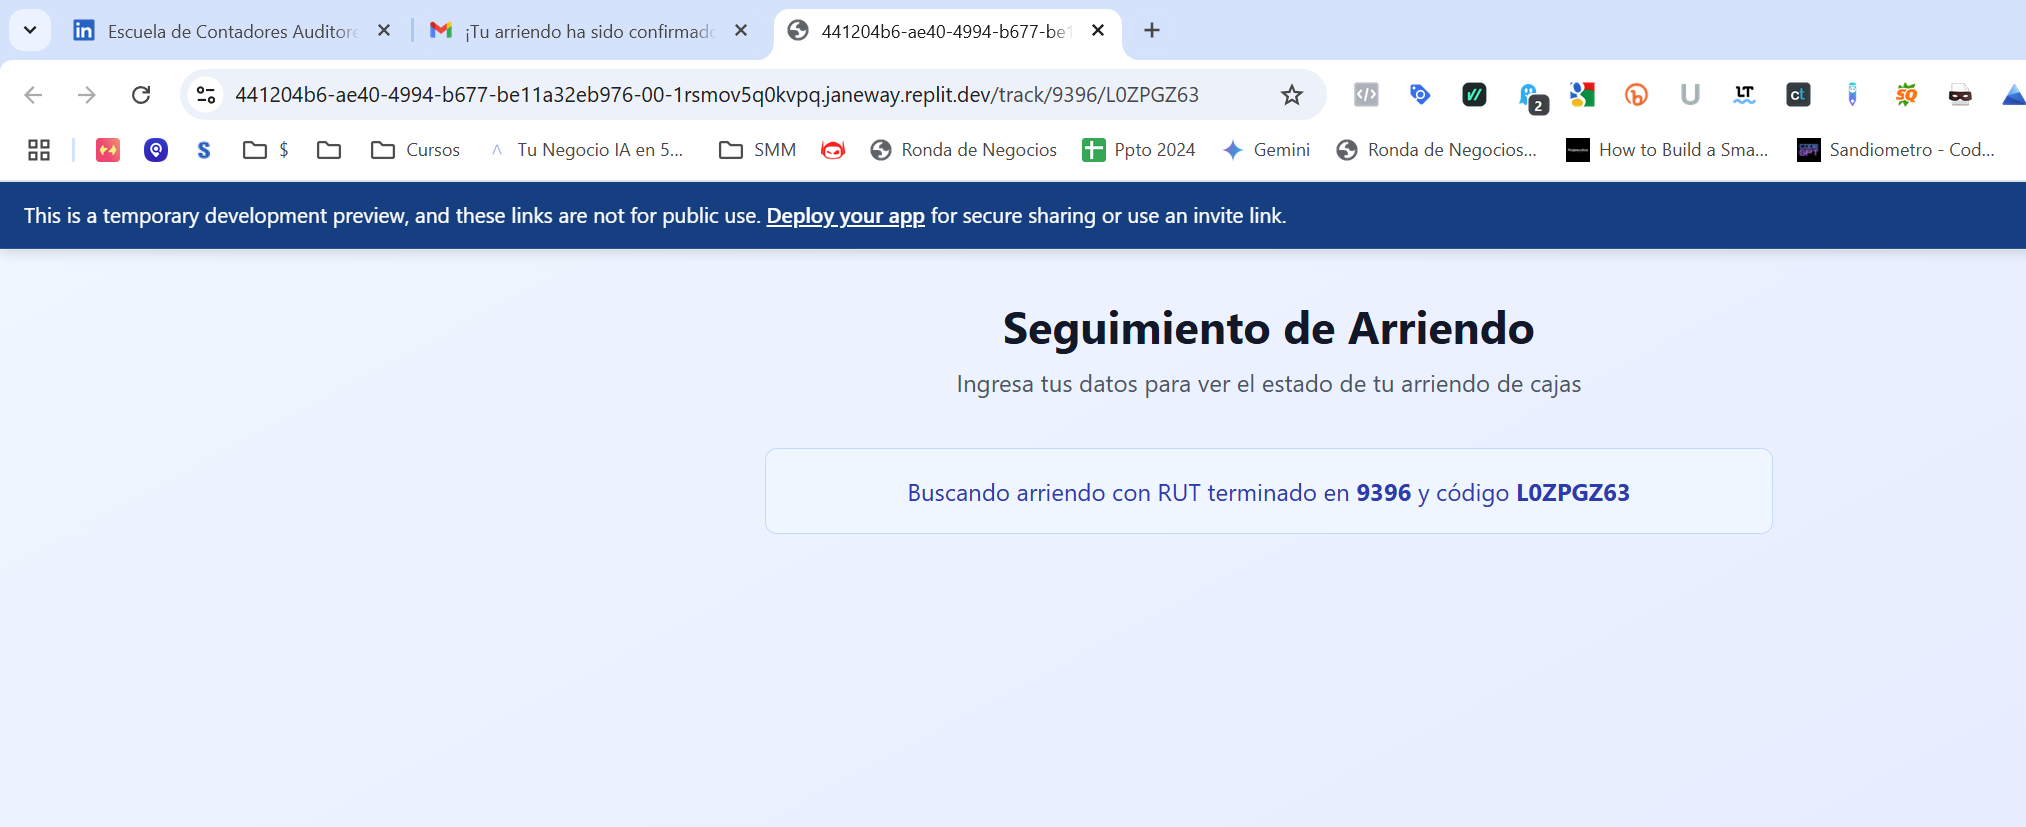 Escuela de Contadores Auditore
¡Tu arriendo ha sido confirmado
441204b6-ae40-4994-b677-be1
441204b6-ae40-4994-b677-be11a32eb976-00-1rsmov5q0kvpq.janeway.replit.dev/track/9396/L0ZPGZ63
2
LT
ct
SQ
$
Cursos
Tu Negocio IA en 5...
SMM
Ronda de Negocios
Ppto 2024
Gemini
Ronda de Negocios...
How to Build a Sma...
Sandiometro - Cod...
This is a temporary development preview, and these links are not for public use. Deploy your app for secure sharing or use an invite link.
Seguimiento de Arriendo
Ingresa tus datos para ver el estado de tu arriendo de cajas
Buscando arriendo con RUT terminado en 9396 y código L0ZPGZ63